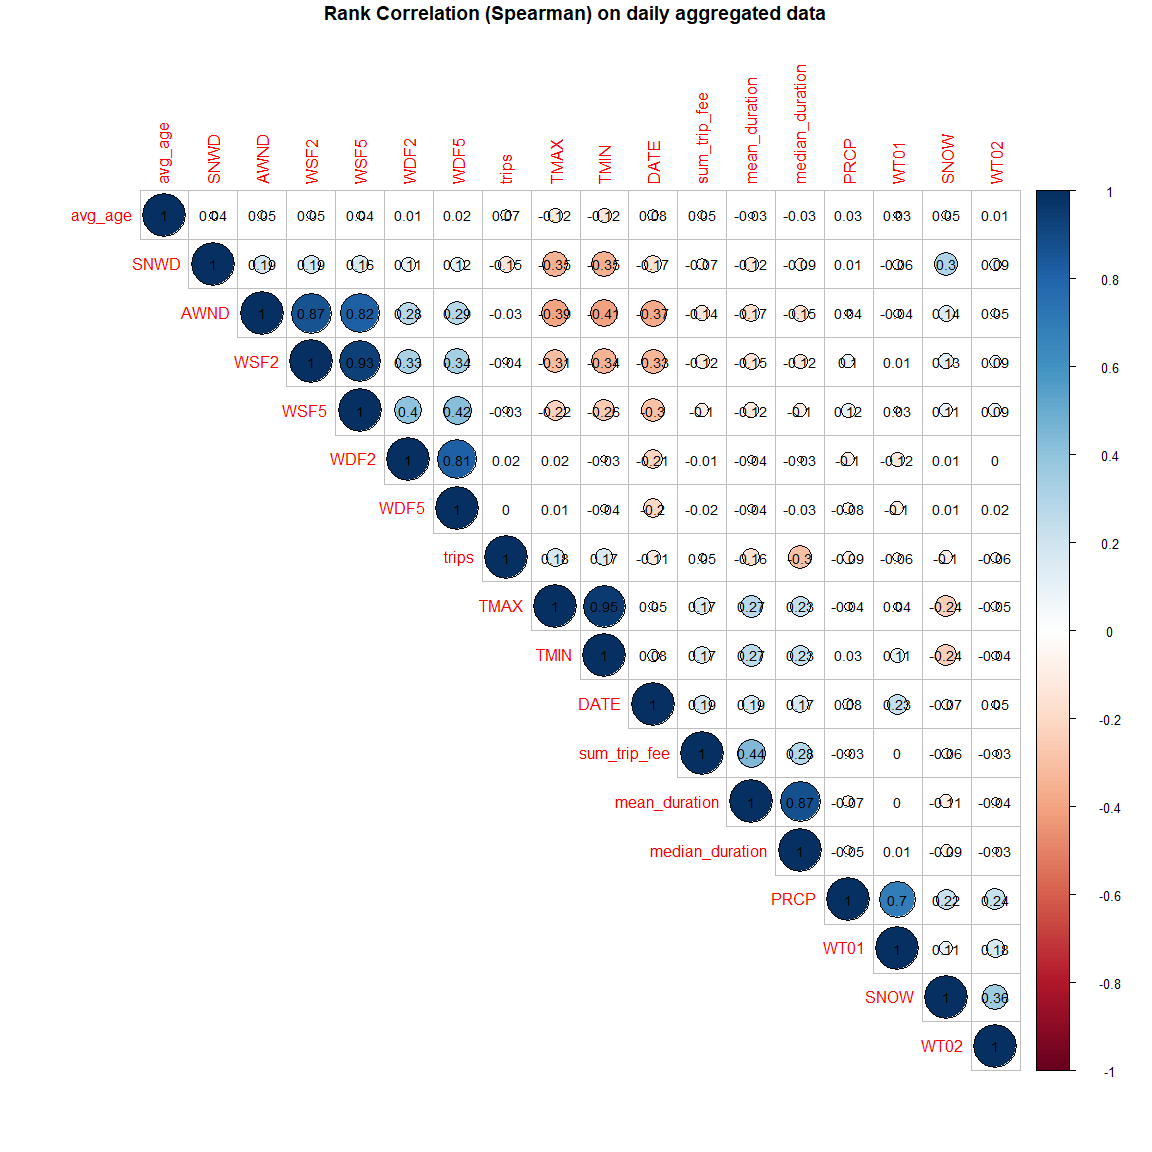 Rank Correlation (Spearman) on daily aggregated data
avg_age SNWD AWND WSF2 WSF5 WDF2 WDF5 trips TMAX TMIN DATE sum_trip_fee mean_duration median_duration PRCP WT01 SNOW WT02
avg_age 1 0.04 0.05 0.05 0.04 0.01 0.02 0.07 -0.12 -0.12 0.08 0.05 -0.03 -0.03 0.03 0.03 0.05 0.01 1
SNWD 1 0.19 0.19 0.16 0.11 0.12 -0.15 -0.35 -0.35 -0.17 -0.07 -0.12 -0.09 0.01 -0.06 0.3 0.09 0.8
AWND 1 0.87 0.82 0.28 0.29 -0.03 -0.39 -0.41 -0.37 -0.14 -0.17 -0.15 0.04 -0.04 0.14 0.05
WSF2 1 0.93 0.33 0.34 -0.04 -0.31 -0.34 -0.33 -0.12 -0.15 -0.12 0.1 0.01 0.13 0.09 0.6
WSF5 1 0.4 0.42 -0.03 -0.22 -0.26 -0.3 -0.1 -0.12 -0.1 0.12 0.03 0.11 0.09
WDF2 1 0.81 0.02 0.02 -0.03 -0.21 -0.01 -0.04 -0.03 -0.1 -0.12 0.01 0 0.4
WDF5 1 0 0.01 -0.04 -0.2 -0.02 -0.04 -0.03 -0.08 -0.1 0.01 0.02
trips 1 0.18 0.17 -0.11 0.05 -0.16 -0.3 -0.09 -0.06 -0.1 -0.06 0.2
TMAX 1 0.95 0.05 0.17 0.27 0.23 -0.04 0.04 -0.24 -0.05
TMIN 1 0.08 0.17 0.27 0.23 0.03 0.11 -0.24 -0.04 0
DATE 1 0.19 0.19 0.17 0.08 0.23 -0.07 0.05 -0.2
sum_trip_fee 1 0.44 0.28 -0.03 0 -0.06 -0.03
mean_duration 1 0.87 -0.07 0 -0.11 -0.04 -0.4
median_duration 1 -0.05 0.01 -0.09 -0.03
PRCP 1 0.7 0.22 0.24 -0.6
WT01 1 0.11 0.18
SNOW 1 0.36 -0.8
WT02 1 -1